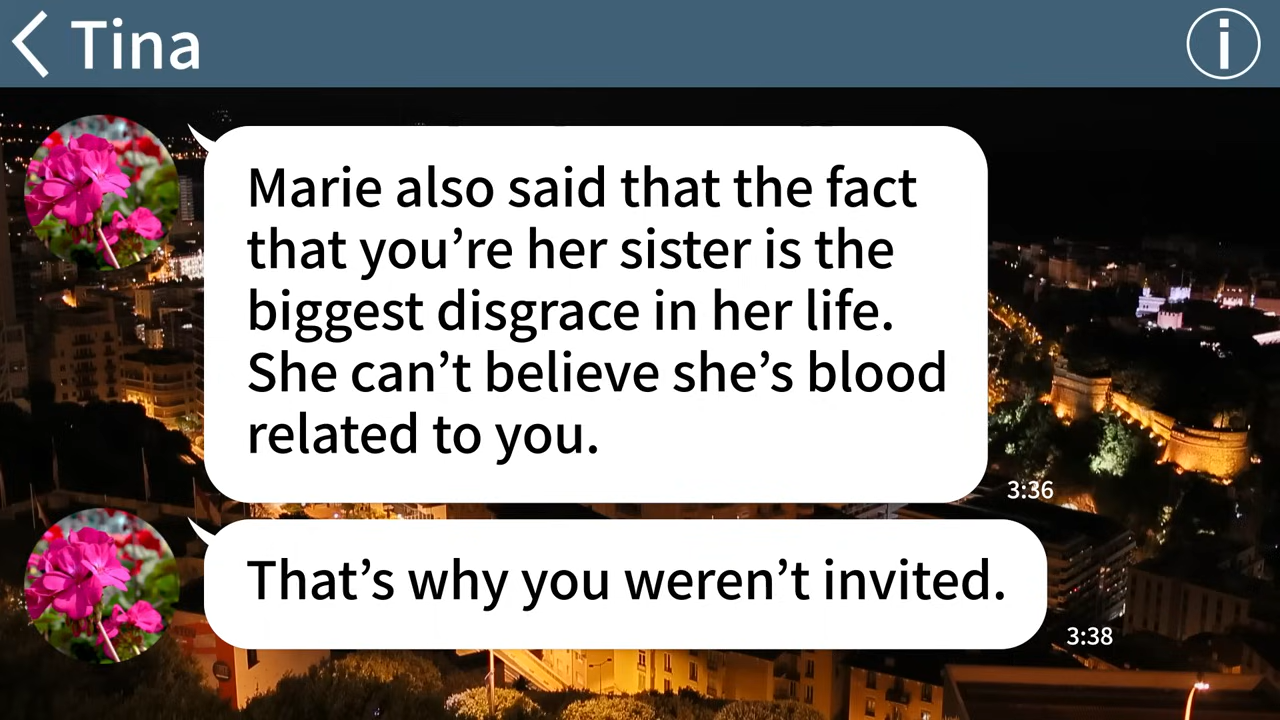 Tina
Marie also said that the fact
that you’re her sister is the
biggest disgrace in her life.
She can’t believe she’s blood
related to you.
3:36
That’s why you weren’t invited.
3:38